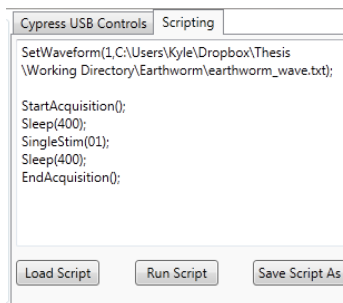 Cypress USB Controls Scripting
SetWaveform(1,C:\Users\Kyle\Dropbox\Thesis
\Working Directory\Earthworm\earthworm_wave.txt);
StartAcquisition();
Sleep(400);
SingleStim(01);
Sleep(400);
EndAcquisition();
Load Script Run Script Save Script As